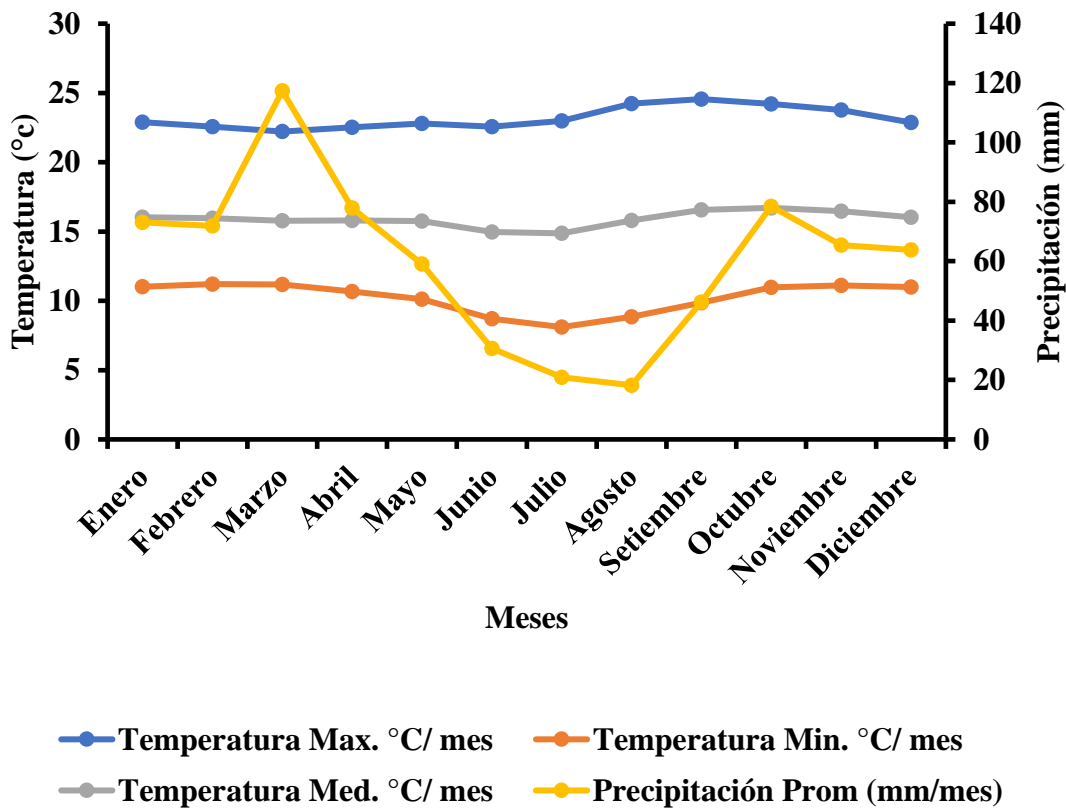 Temperatura (°c)
30
25
20
15
10
5
0
140
120
100
80
60
40
20
0
Precipitación (mm)
Enero
Febrero
Marzo
Abril
Mayo
Junio
Julio
Agosto
Setiembre
Octubre
Noviembre
Diciembre
Meses
Temperatura Max. °C/ mes
Temperatura Min. °C/ mes
Temperatura Med. °C/ mes
Precipitación Prom (mm/mes)